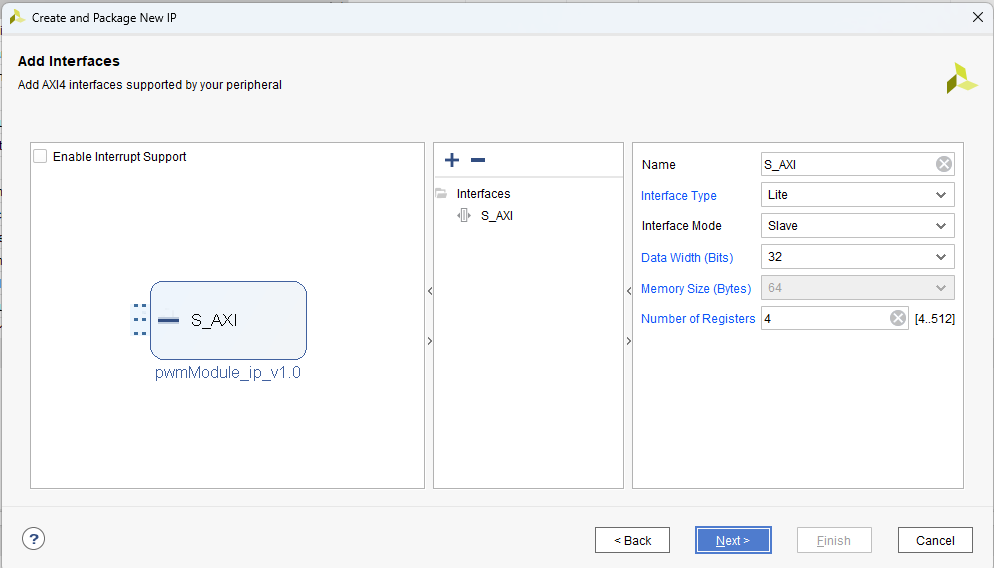 Create and Package New IP
Add Interfaces
Add AXI4 interfaces supported by your peripheral
Enable Interrupt Support
S_AXI
pwmModule_ip_v1.0
Interfaces
S_AXI
Name S_AXI
Interface Type Lite
Interface Mode Slave
Data Width (Bits) 32
Memory Size (Bytes) 64
Number of Registers 4 [4..512]
? < Back Next > Finish Cancel